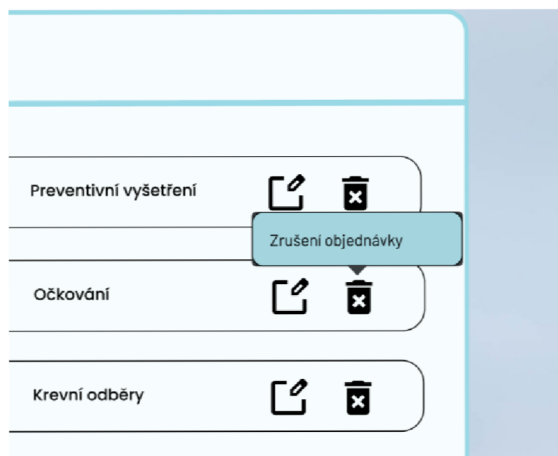 Preventivní vyšetření
Zrušení objednávky
Očkování
Krevní odběry